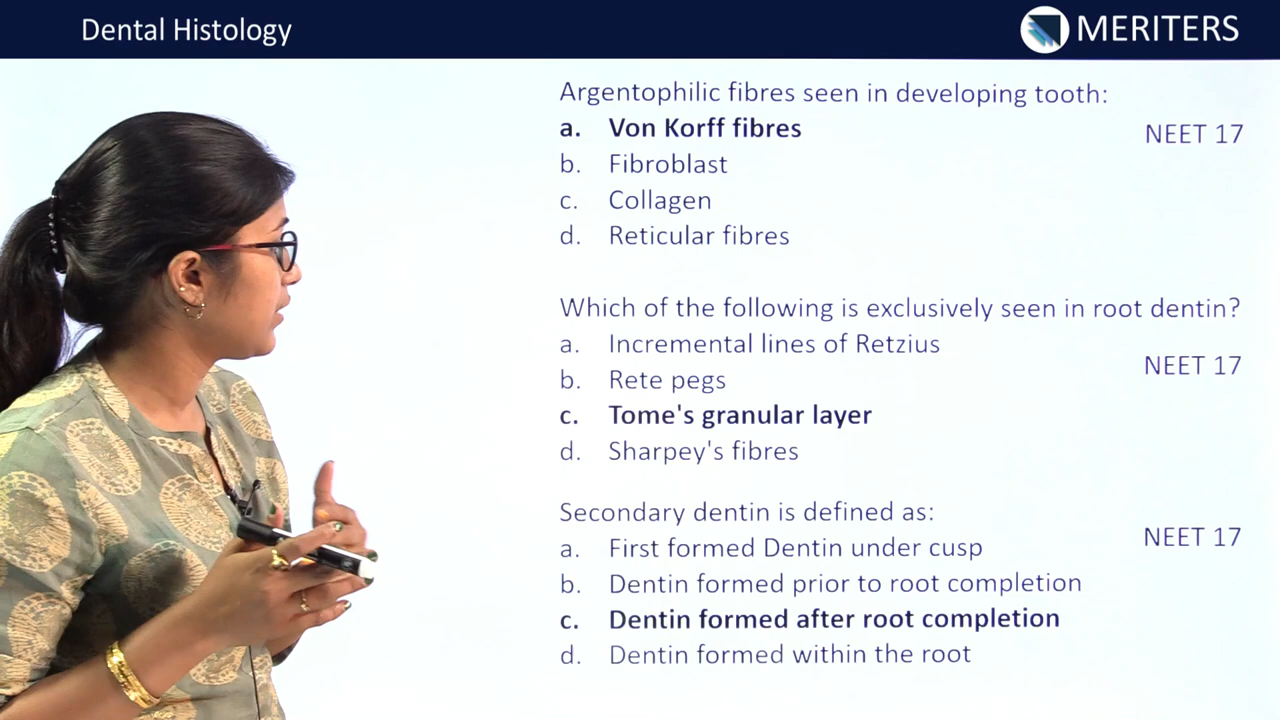 Dental Histology
MERITERS
Argentophilic fibres seen in developing tooth:
a. Von Korff fibres
NEET 17
b. Fibroblast
c. Collagen
d. Reticular fibres
Which of the following is exclusively seen in root dentin?
a. Incremental lines of Retzius
NEET 17
b. Rete pegs
c. Tome's granular layer
d. Sharpey's fibres
Secondary dentin is defined as:
NEET 17
a. First formed Dentin under cusp
b. Dentin formed prior to root completion
c. Dentin formed after root completion
d. Dentin formed within the root